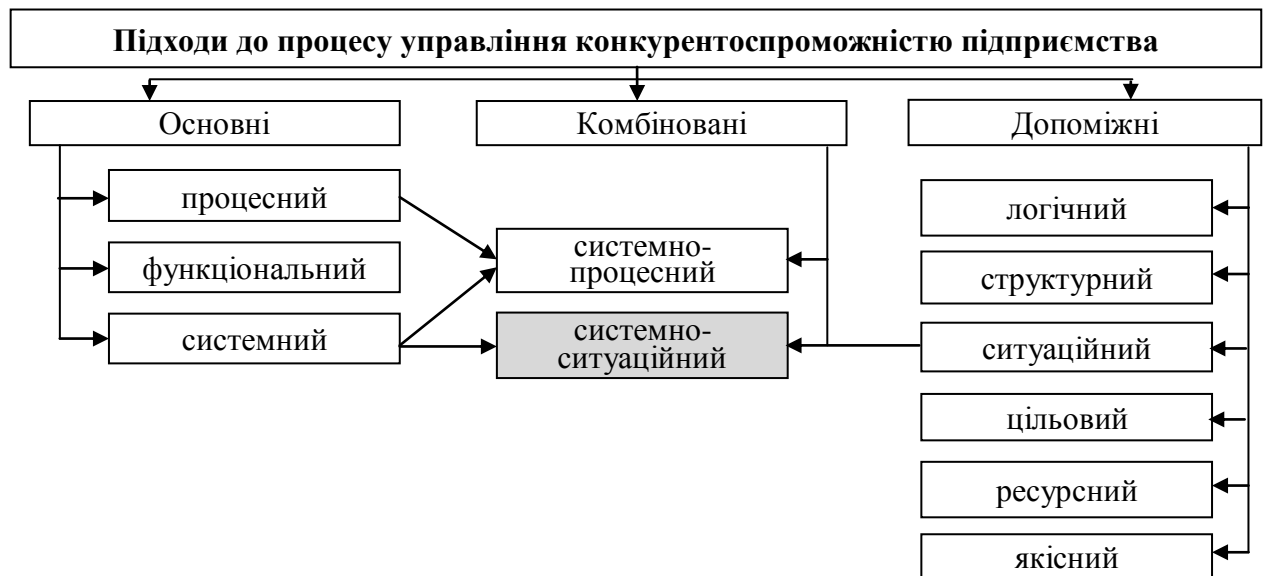 Підходи до процесу управління конкурентоспроможністю підприємства
Основні
Комбіновані
Допоміжні
процесний
функціональний
системний
системно-
процесний
системно-
ситуаційний
логічний
структурний
ситуаційний
цільовий
ресурсний
якісний